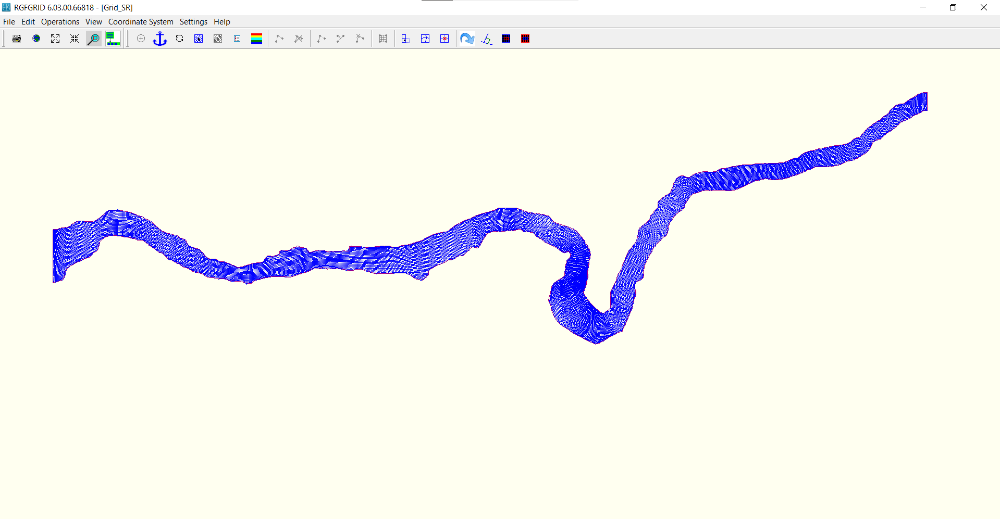 RGFGRID 6.03.00.66818 - [Grid_SR]
File Edit Operations View Coordinate System Settings Help